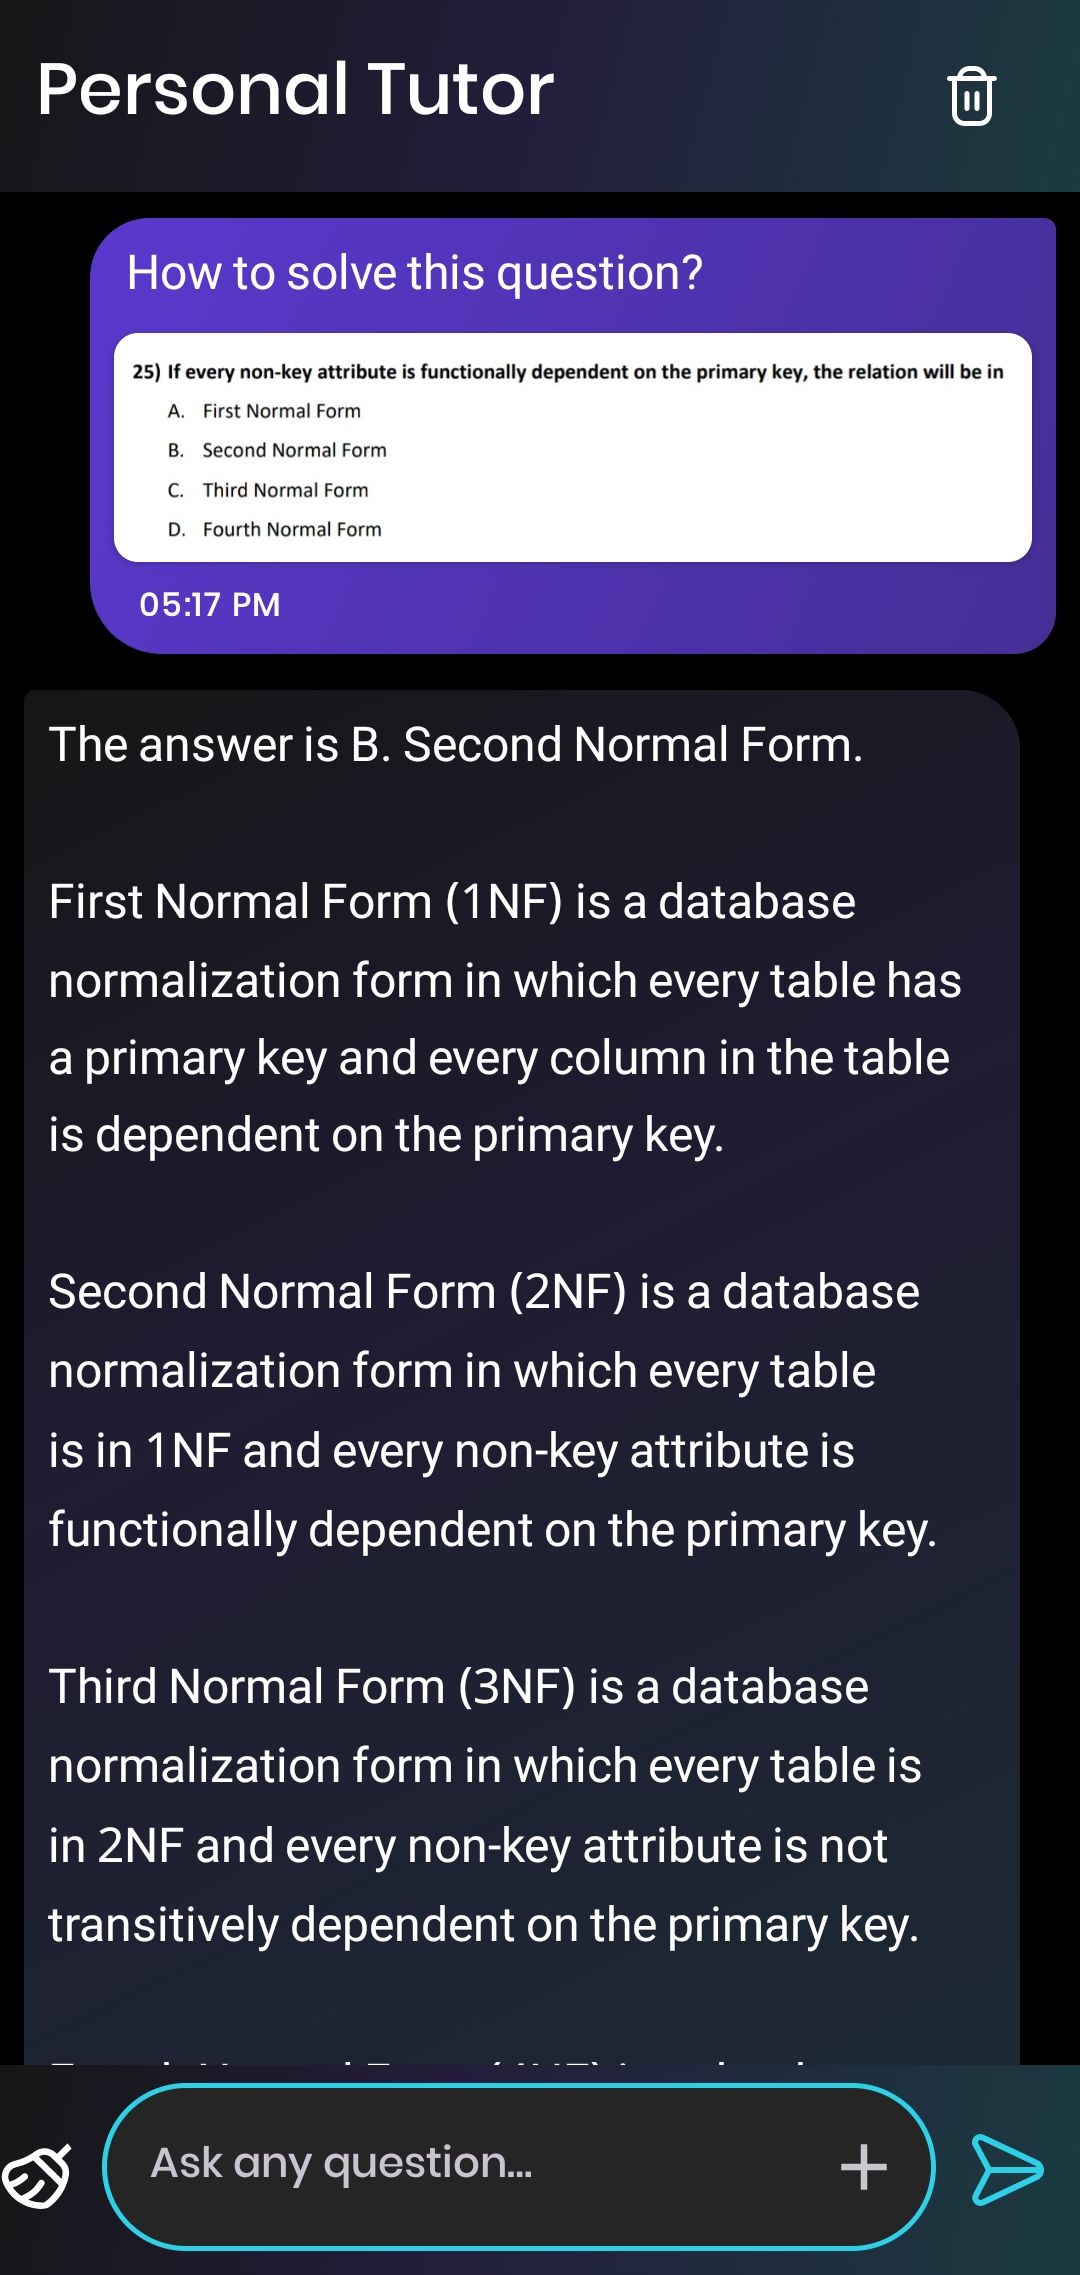 Personal Tutor
How to solve this question?
25) If every non-key attribute is functionally dependent on the primary key, the relation will be in
A. First Normal Form
B. Second Normal Form
C. Third Normal Form
D. Fourth Normal Form
05:17 PM
The answer is B. Second Normal Form.
First Normal Form (1NF) is a database
normalization form in which every table has
a primary key and every column in the table
is dependent on the primary key.
Second Normal Form (2NF) is a database
normalization form in which every table
is in 1NF and every non-key attribute is
functionally dependent on the primary key.
Third Normal Form (3NF) is a database
normalization form in which every table is
in 2NF and every non-key attribute is not
transitively dependent on the primary key.
Ask any question...